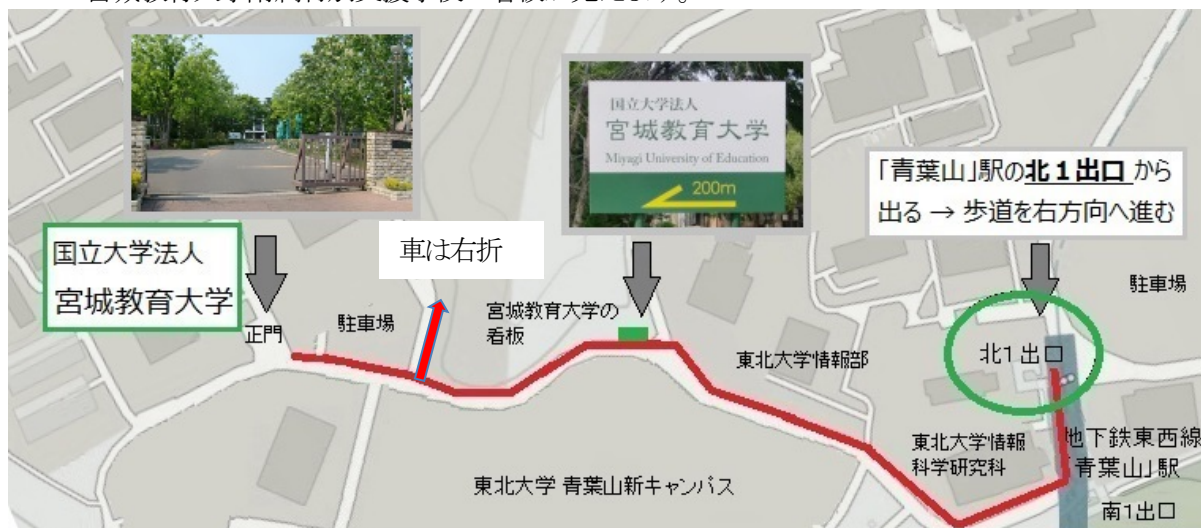 国立大学法人
宮城教育大学
Miyagi University of Education
200m
「青葉山」駅の北1出口 から
出る → 歩道を右方向へ進む
国立大学法人
宮城教育大学
車は右折
正門
駐車場
宮城教育大学の
看板
東北大学情報部
北1出口
駐車場
東北大学情報
科学研究科
地下鉄東西線
「青葉山」駅
東北大学 青葉山新キャンパス
南1出口